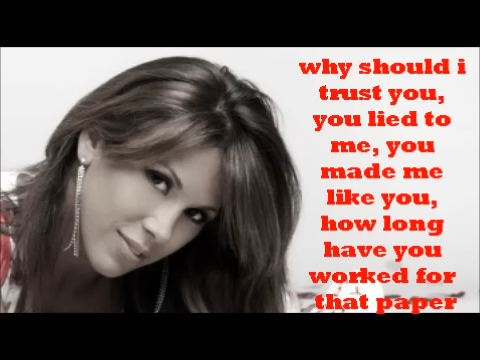 why should i
trust you,
you lied to
me, you
made me
like you,
how long
have you
worked for
that paper